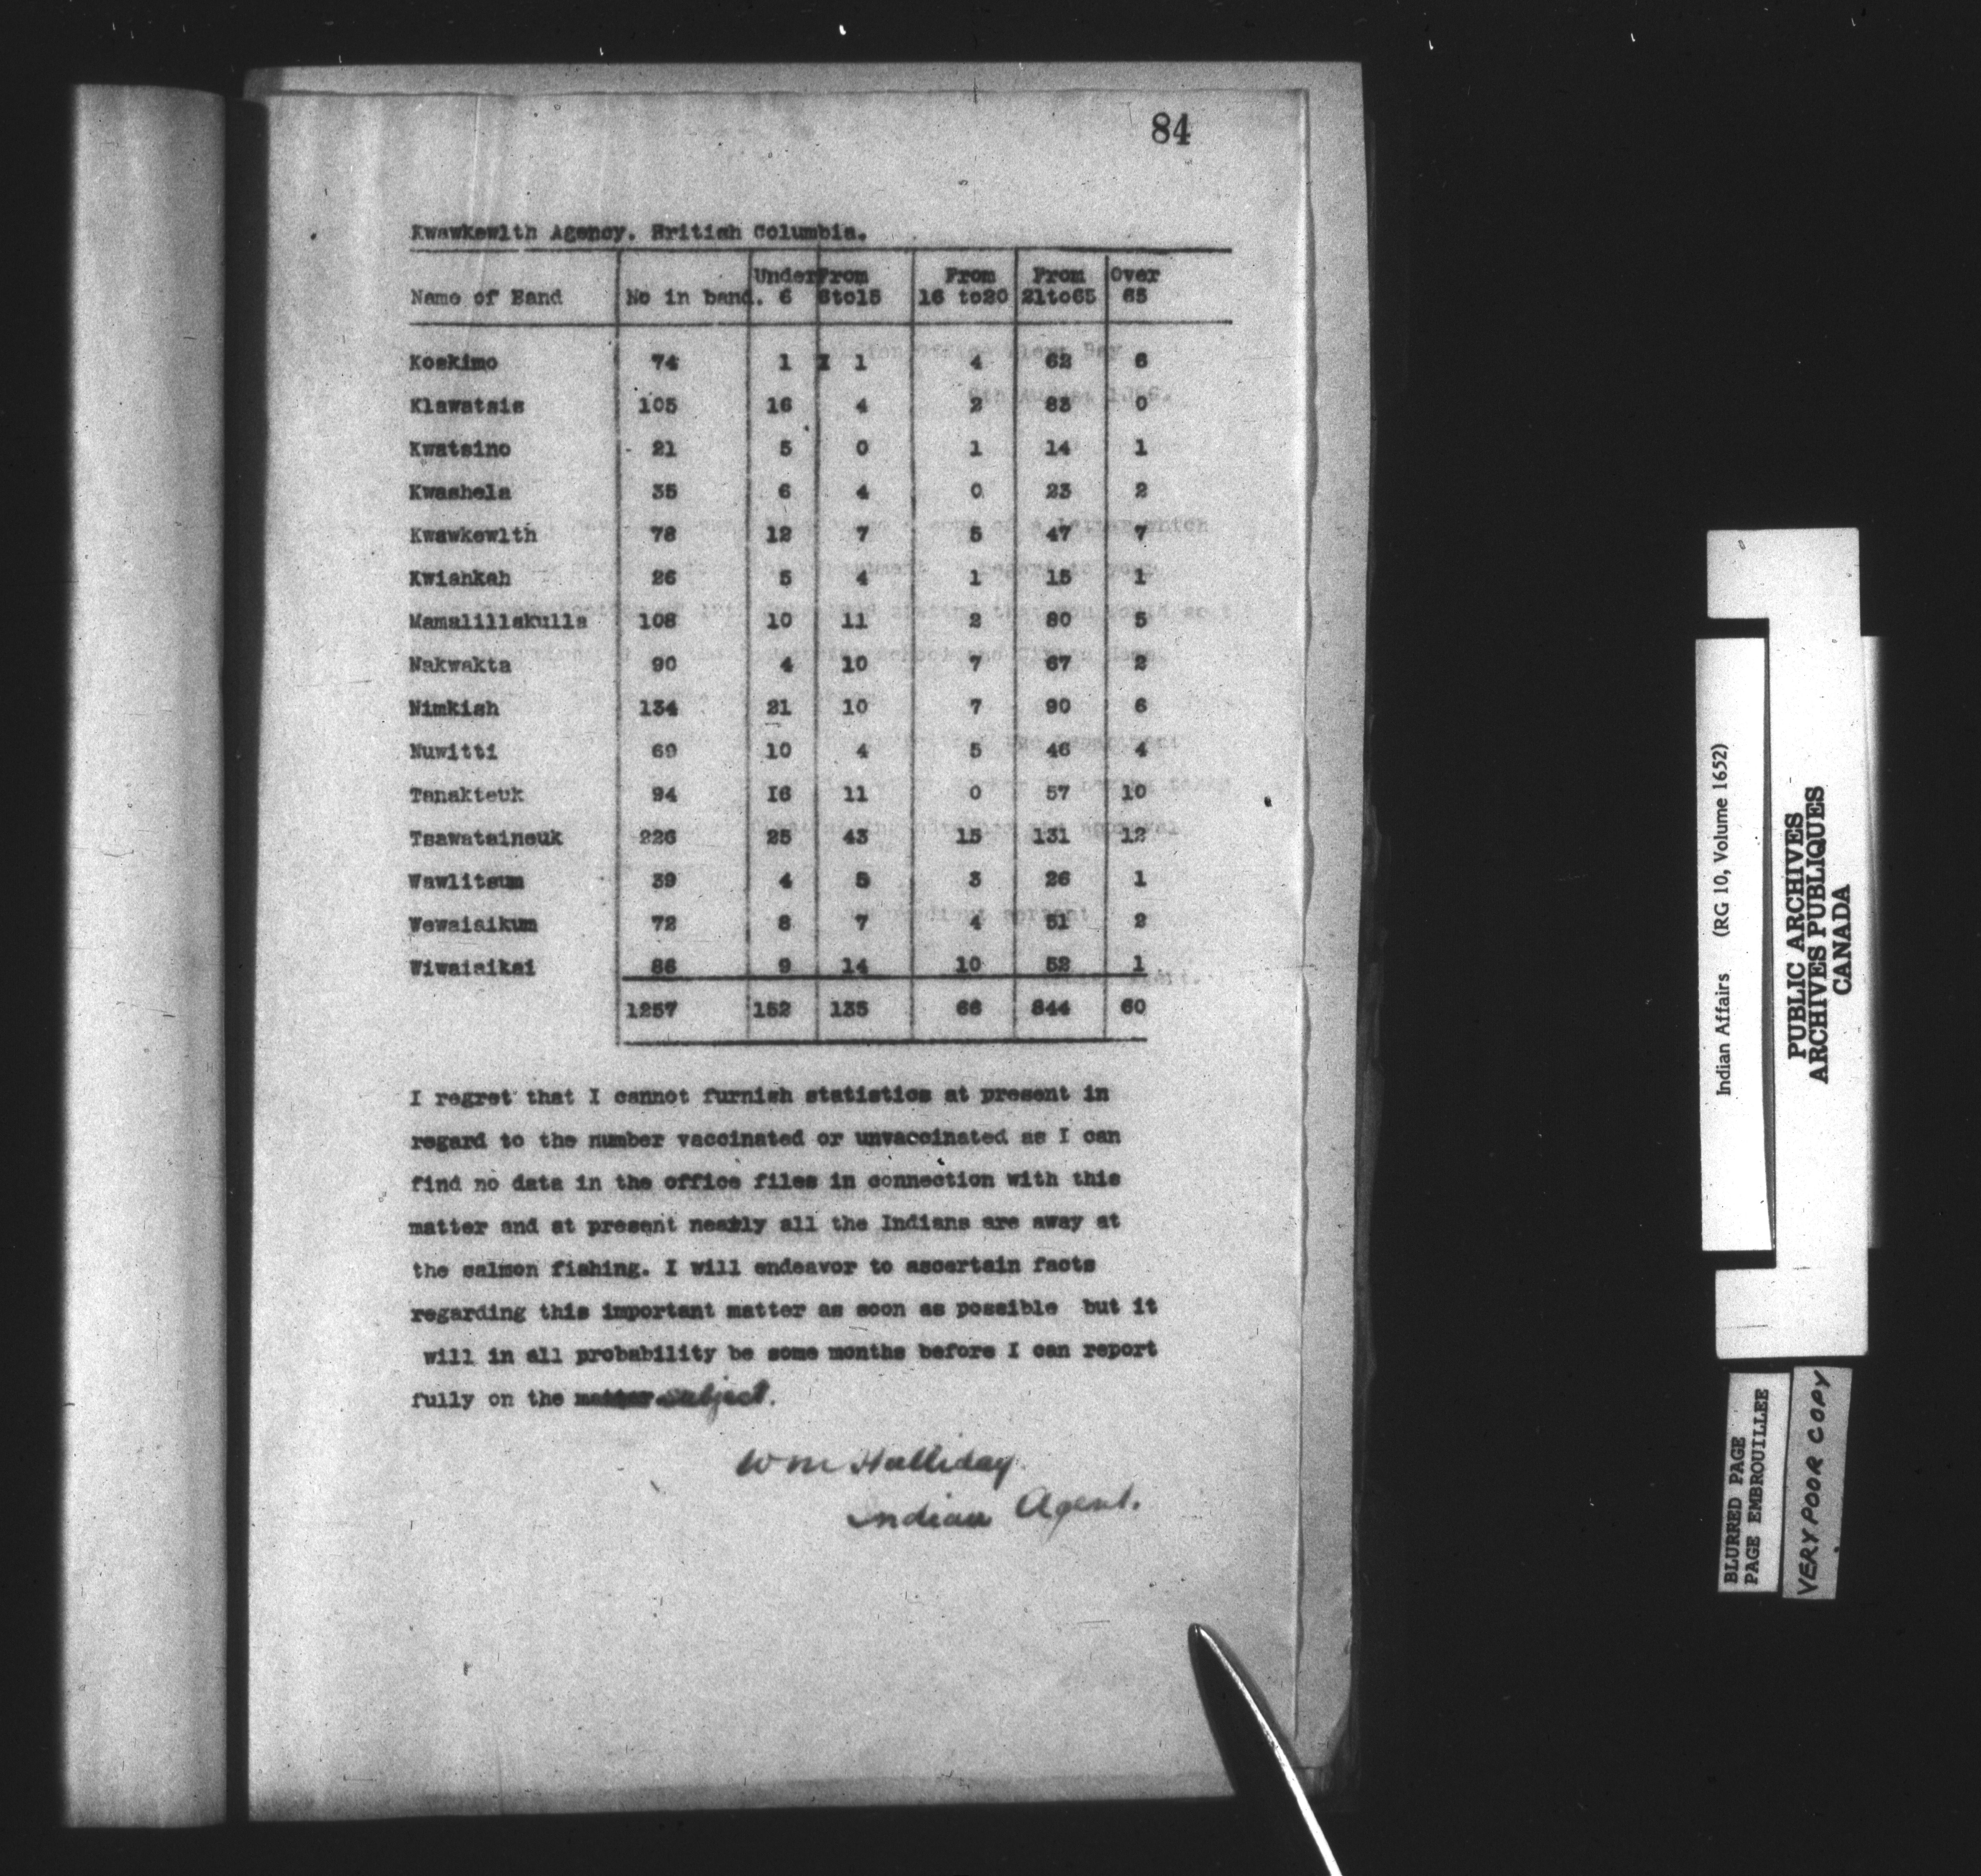 84
Kwawkewlth Agency. British Columbia.
Under From From From Over
Name of Band No in band. 6 6to15 16 to20 21to65 65
Koskimo 74 1 1 4 62 6
Klawatsis 105 16 4 2 83 0
Kwatsino 21 5 0 1 14 1
Kwashela 35 6 4 0 23 2
Kwawkewlth 78 12 7 5 47 7
Kwiahkah 26 5 4 1 15 1
Mamalillakulla 108 10 11 2 80 5
Nakwakta 90 4 10 7 67 2
Nimkish 134 21 10 7 90 6
Nuwitti 69 10 4 5 46 4
Tanakteuk 94 I6 11 0 57 10
Tsawataineuk 226 25 43 15 131 12
Wawlitsum 39 4 5 3 26 1
Wewaiaikum 72 8 7 4 51 2
Wiwaiaikai 86 9 14 10 52 1
1257 152 135 66 844 60
I regret that I cannot furnish statistics at present in
regard to the number vaccinated or unvaccinated as I can
find no data in the office files in connection with this
matter and at present nearly all the Indians are away at
the salmon fishing. I will endeavor to ascertain facts
regarding this important matter as soon as possible but it
will in all probability be some months before I can report
fully on the matter subject.
Wm Halliday
Indian Agent.
Indian Affairs (RG 10, Volume 1652)
PUBLIC ARCHIVES
ARCHIVES PUBLIQUES
CANADA
BLURRED PAGE
PAGE EMBROUILLEE
VERY POOR COPY